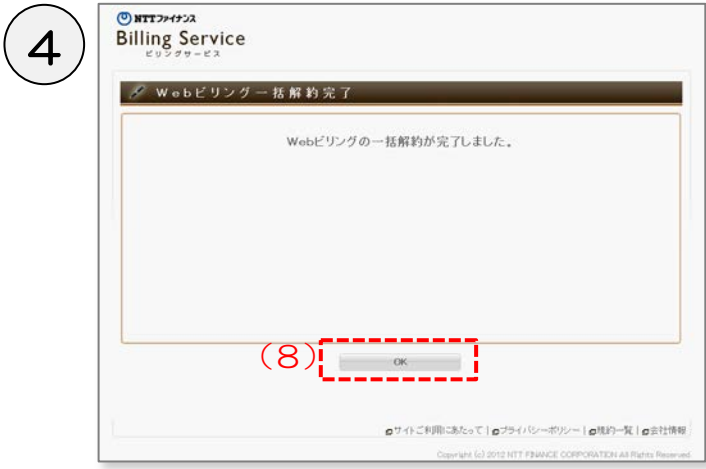 4
NTTファイナンス
Billing Service
ビリングサービス
Webビリング一括解約完了
Webビリングの一括解約が完了しました。
(8)
OK
サイトご利用にあたって | プライバシーポリシー | 規約一覧 | 会社情報
Copyright (c) 2012 NTT FINANCE CORPORATION All Rights Reserved.